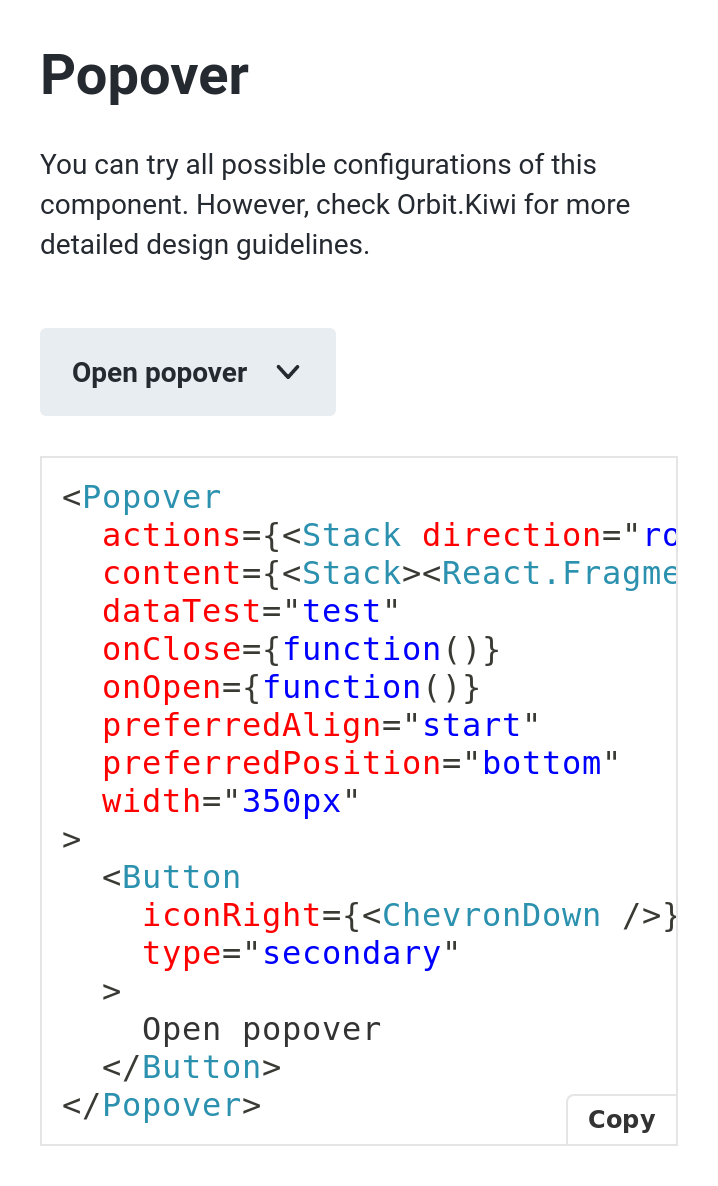 Popover
You can try all possible configurations of this
component. However, check Orbit.Kiwi for more
detailed design guidelines.
Open popover
<Popover
  actions={<Stack direction="ro
  content={<Stack><React.Fragme
  dataTest="test"
  onClose={function()}
  onOpen={function()}
  preferredAlign="start"
  preferredPosition="bottom"
  width="350px"
>
  <Button
    iconRight={<ChevronDown />}
    type="secondary"
  >
    Open popover
  </Button>
</Popover>
Copy